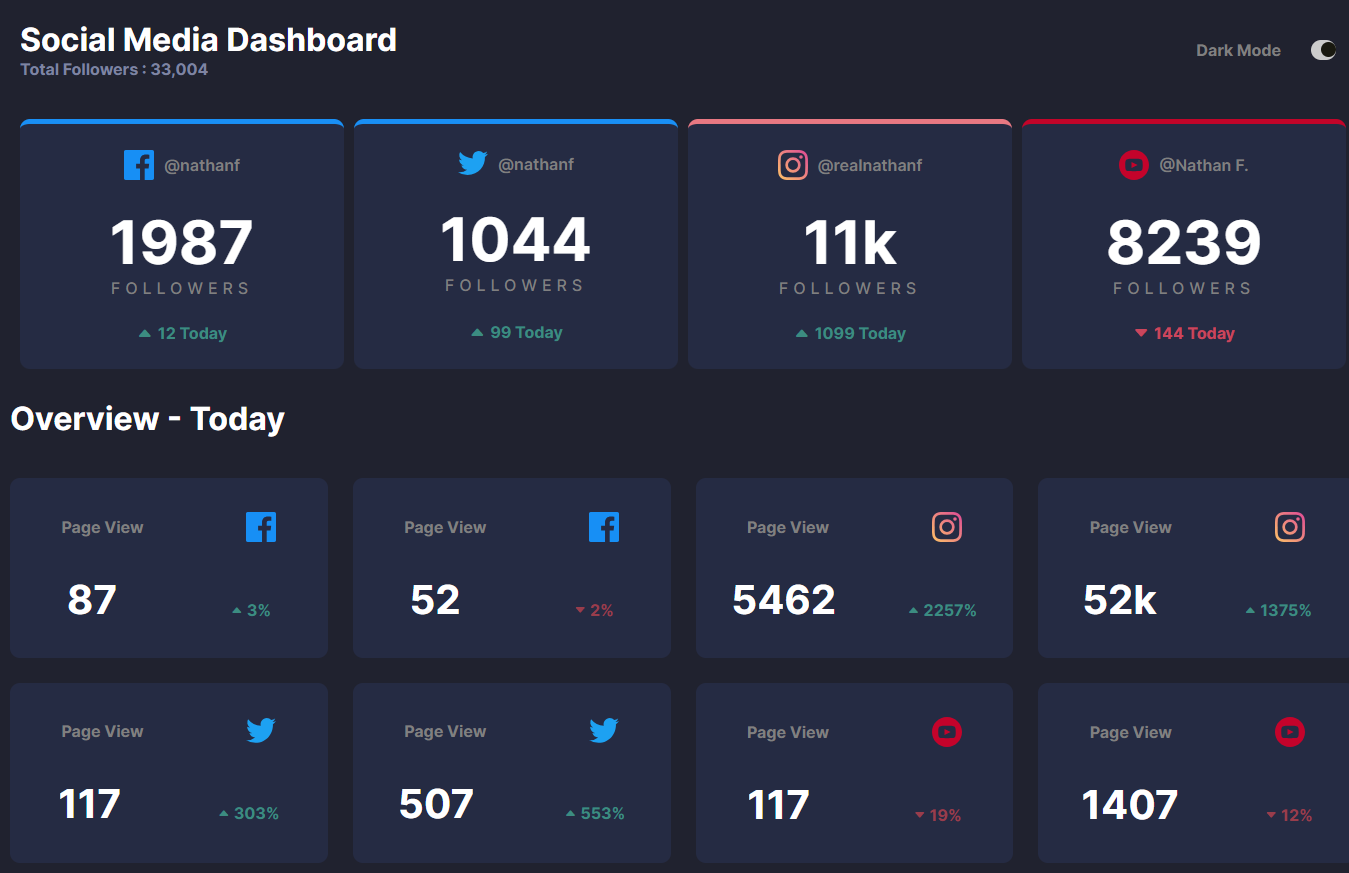 Social Media Dashboard
Total Followers : 33,004
Dark Mode
@nathanf
1987
FOLLOWERS
12 Today
@nathanf
1044
FOLLOWERS
99 Today
@realnathanf
11k
FOLLOWERS
1099 Today
@Nathan F.
8239
FOLLOWERS
144 Today
Overview - Today
Page View
87
3%
Page View
52
2%
Page View
5462
2257%
Page View
52k
1375%
Page View
117
303%
Page View
507
553%
Page View
117
19%
Page View
1407
12%